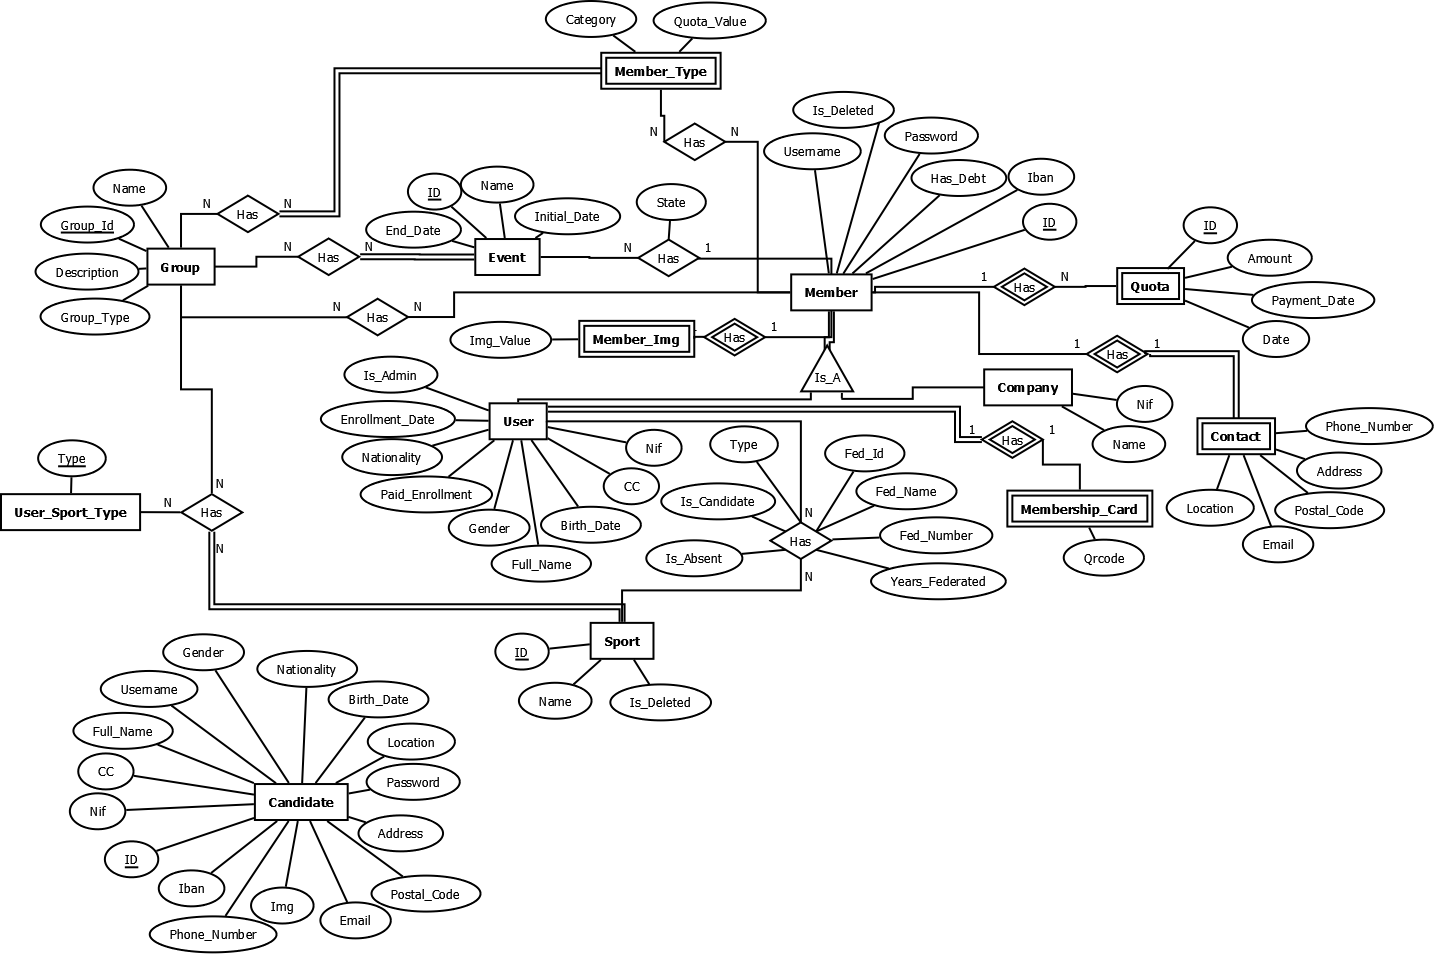 Category
Quota_Value
Member_Type
Is_Deleted
N
Has
N
Password
Username
Has_Debt
Iban
Name
ID
Name
State
N
Has
N
Group_Id
End_Date
Initial_Date
ID
ID
N
Has
N
N
Has
1
Group
Event
Amount
Description
Member
1
Has
N
Quota
Payment_Date
Group_Type
N
Has
N
Img_Value
Member_Img
1
Has
1
Date
1
Has
1
Is_A
Is_Admin
Company
Nif
Enrollment_Date
User
Name
1
Has
1
Contact
Phone_Number
Nationality
Nif
Type
Fed_Id
Type
Address
Paid_Enrollment
CC
Is_Candidate
Fed_Name
N
User_Sport_Type
N
Has
N
Gender
Birth_Date
N
Has
Membership_Card
Location
Postal_Code
Fed_Number
Email
Is_Absent
Full_Name
Qrcode
N
Years_Federated
Sport
ID
Name
Is_Deleted
Gender
Nationality
Username
Birth_Date
Full_Name
Location
CC
Password
Nif
Candidate
Address
ID
Iban
Img
Postal_Code
Email
Phone_Number